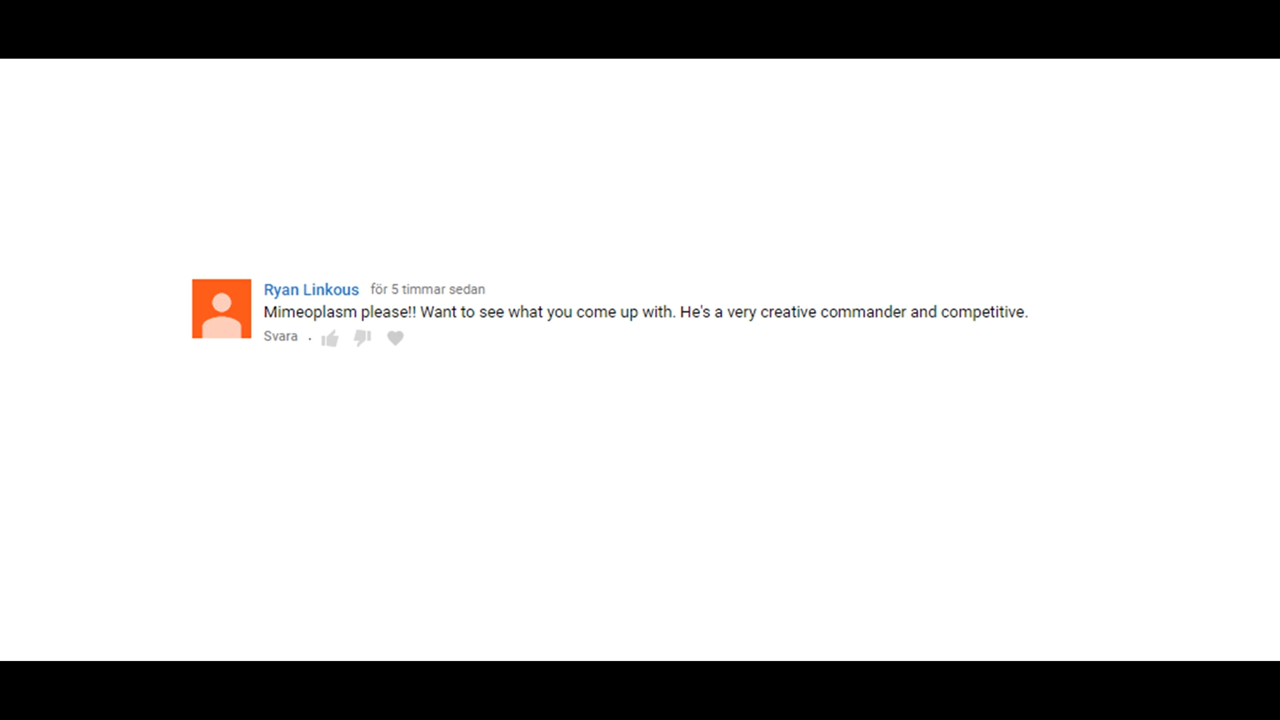 Ryan Linkous för 5 timmar sedan
Mimeoplasm please!! Want to see what you come up with. He's a very creative commander and competitive.
Svara .